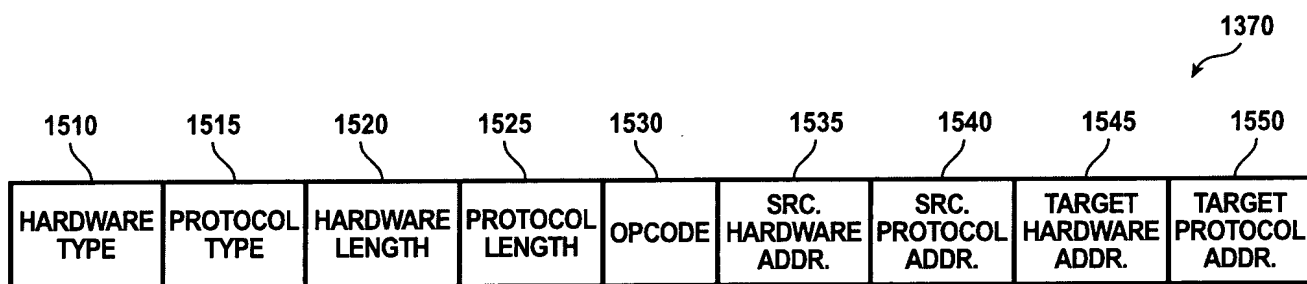 1370
1510 1515 1520 1525 1530 1535 1540 1545 1550
HARDWARE TYPE
PROTOCOL TYPE
HARDWARE LENGTH
PROTOCOL LENGTH
OPCODE
SRC. HARDWARE ADDR.
SRC. PROTOCOL ADDR.
TARGET HARDWARE ADDR.
TARGET PROTOCOL ADDR.